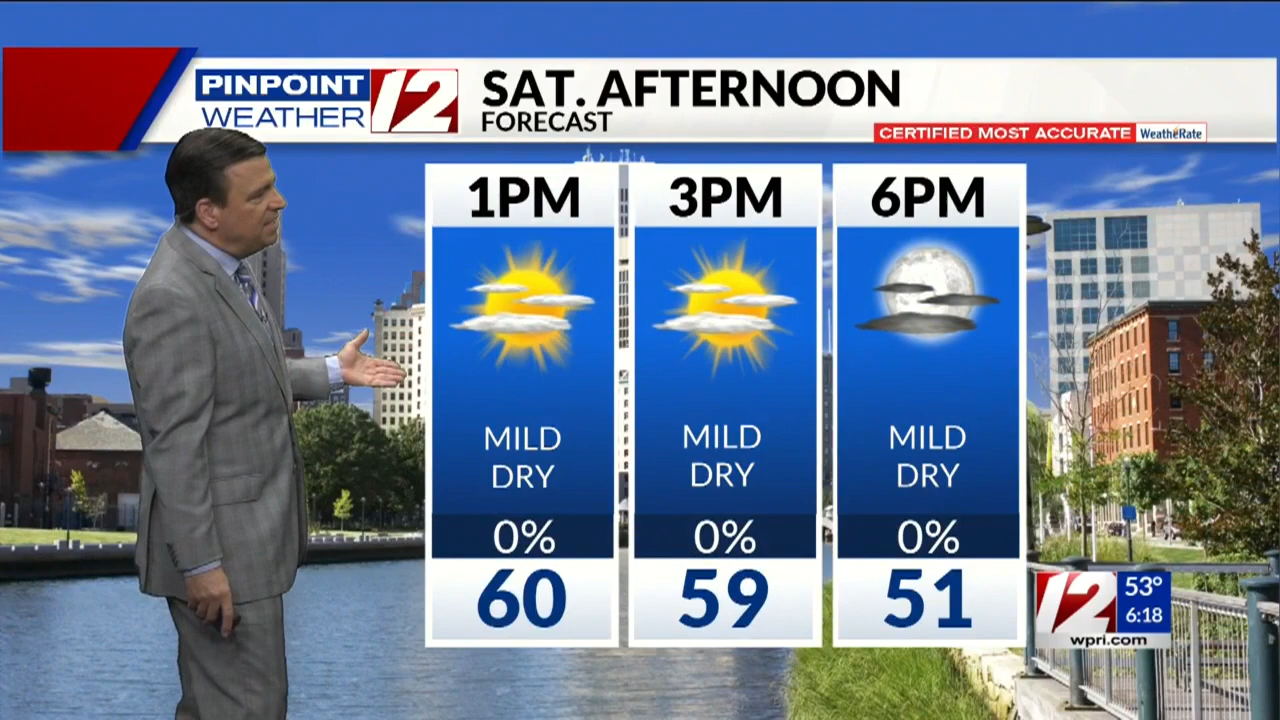 PINPOINT
WEATHER
12
SAT. AFTERNOON
FORECAST
CERTIFIED MOST ACCURATE WeatheRate
1PM
MILD
DRY
0%
60
3PM
MILD
DRY
0%
59
6PM
MILD
DRY
0%
51
12
53°
6:18
wpri.com